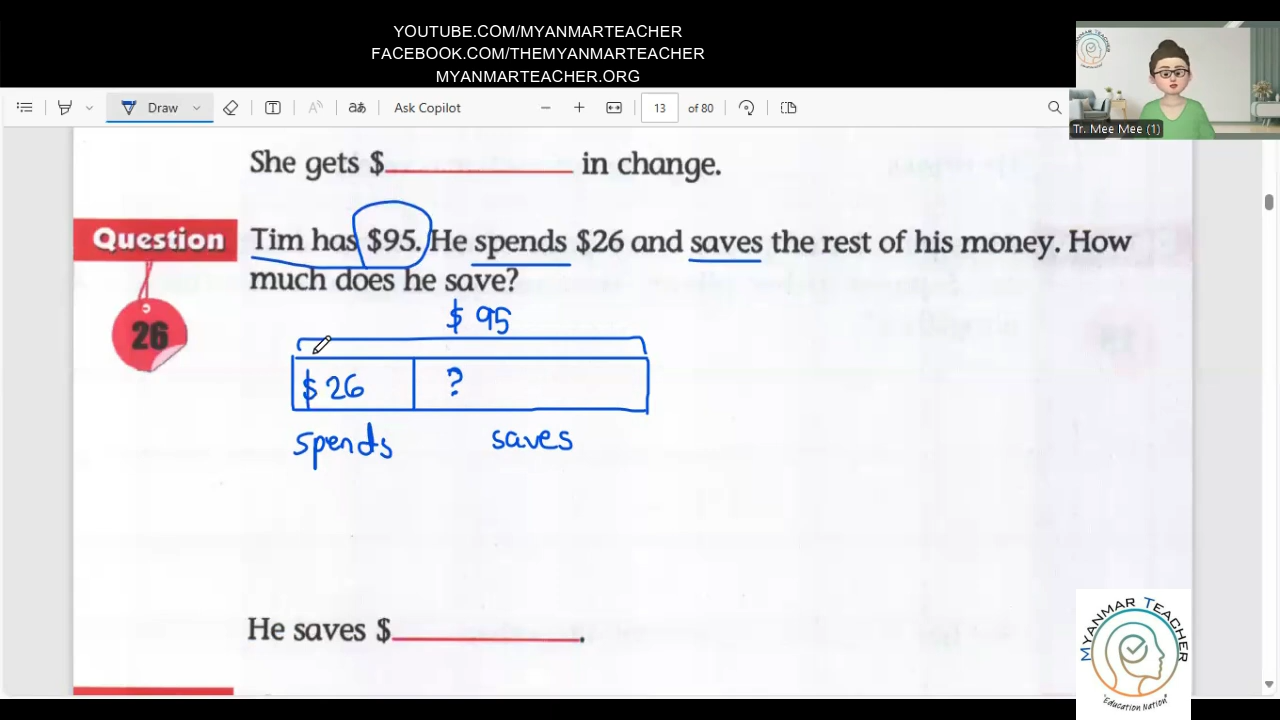 YOUTUBE.COM/MYANMARTEACHER
FACEBOOK.COM/THEMYANMARTEACHER
MYANMARTEACHER.ORG
Tr. Mee Mee (1)
Draw
Ask Copilot
13 of 80
She gets $ in change.
Question 26
Tim has $95. He spends $26 and saves the rest of his money. How
much does he save?
$ 95
$ 26 ?
spends saves
He saves $ .
MYANMAR TEACHER
"Education Nation"